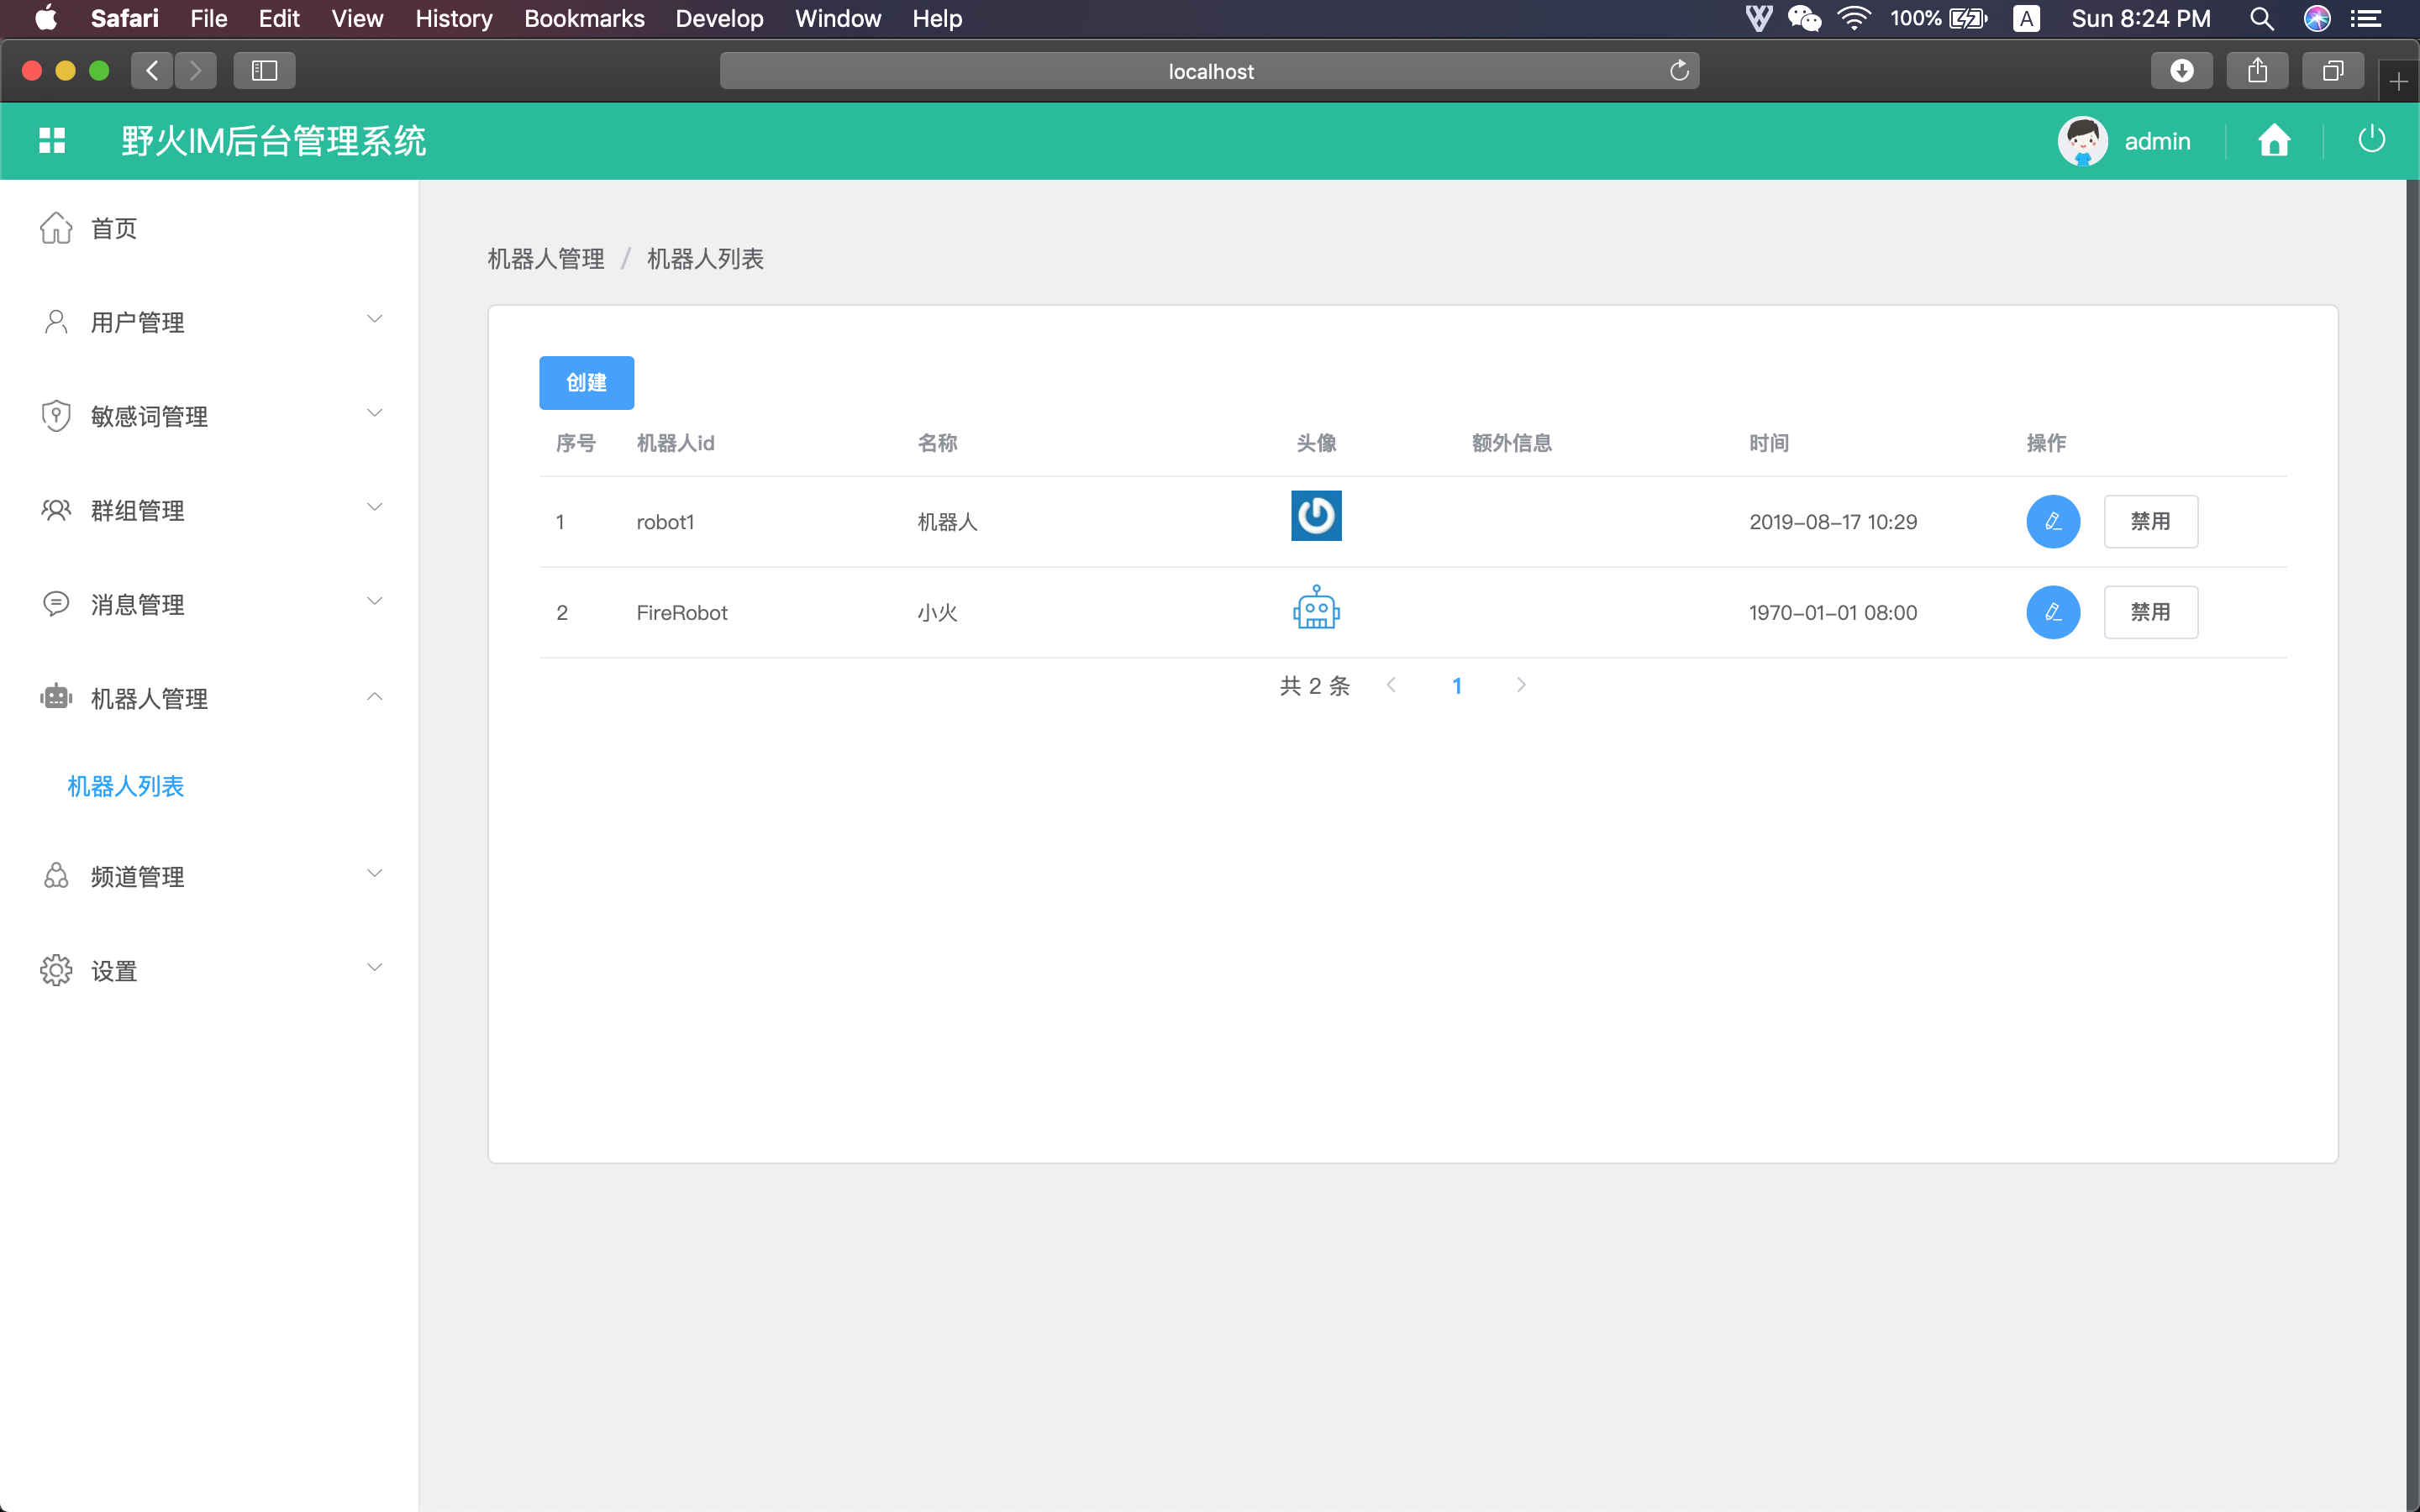 Safari File Edit View History Bookmarks Develop Window Help 100% A Sun 8:24 PM
localhost
野火IM后台管理系统 admin
首页
用户管理
敏感词管理
群组管理
消息管理
机器人管理
机器人列表
频道管理
设置
机器人管理 / 机器人列表
创建
序号 机器人id 名称 头像 额外信息 时间 操作
1 robot1 机器人 2019-08-17 10:29 禁用
2 FireRobot 小火 1970-01-01 08:00 禁用
共 2 条 1